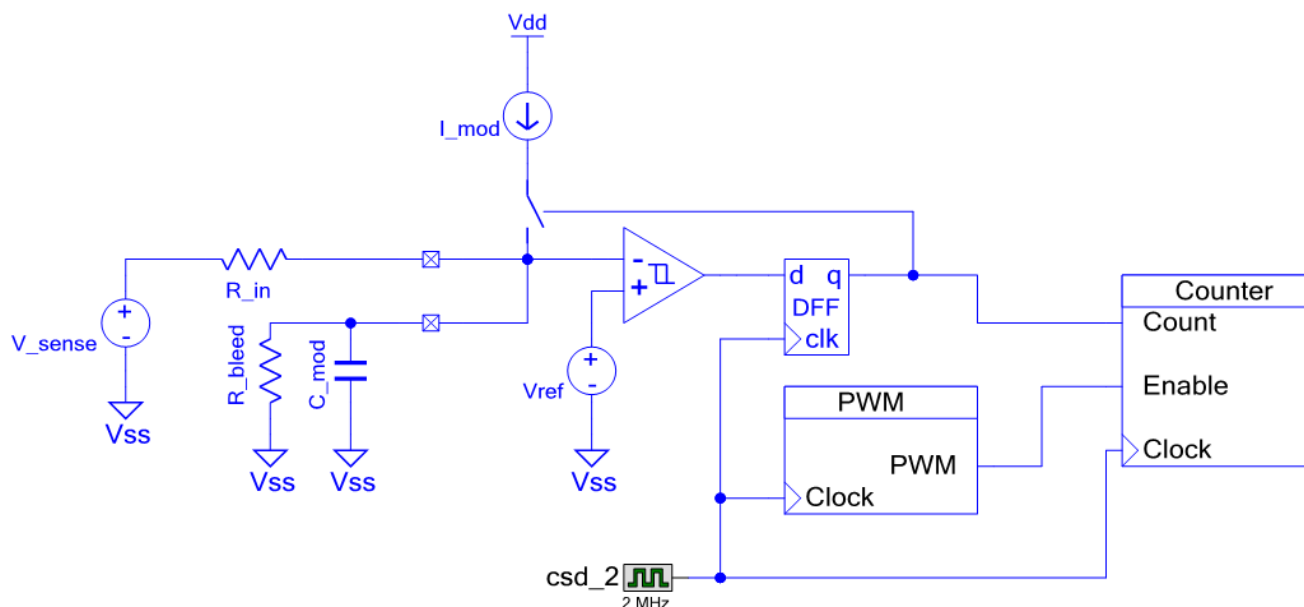 Vdd
I_mod
R_in
V_sense
Vss
R_bleed
C_mod
Vss
Vss
-
+
Vref
Vss
d q
DFF
clk
PWM
PWM
Clock
Counter
Count
Enable
Clock
csd_2
2 MHz